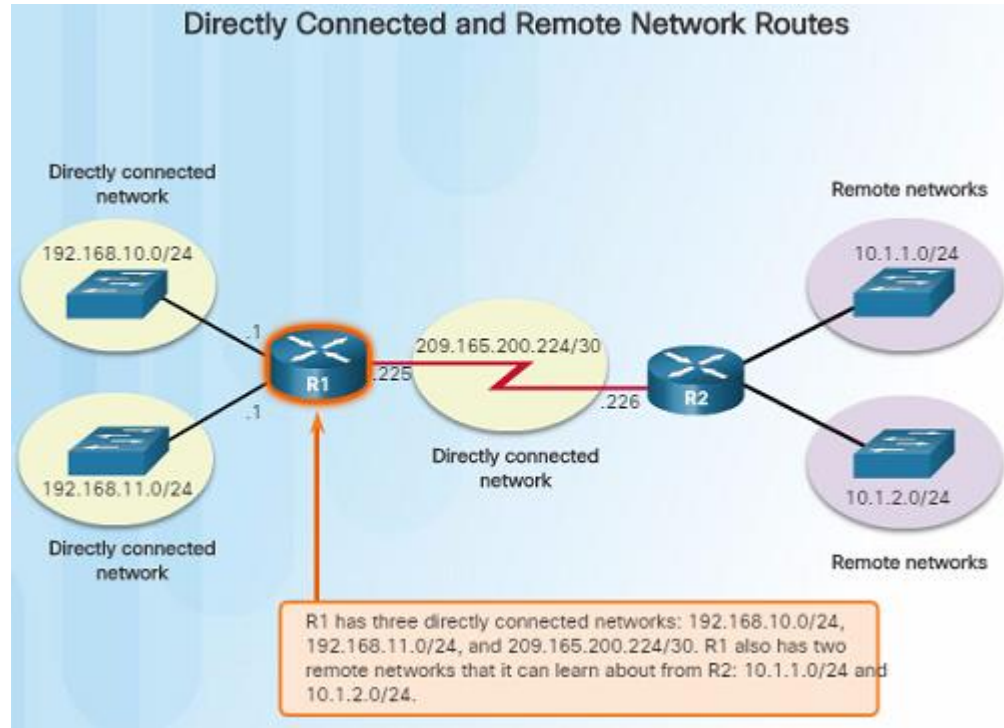 Directly Connected and Remote Network Routes
Directly connected
network
192.168.10.0/24
.1
R1
.1
192.168.11.0/24
Directly connected
network
209.165.200.224/30
.225
.226
Directly connected
network
R2
Remote networks
10.1.1.0/24
10.1.2.0/24
Remote networks
R1 has three directly connected networks: 192.168.10.0/24,
192.168.11.0/24, and 209.165.200.224/30. R1 also has two
remote networks that it can learn about from R2: 10.1.1.0/24 and
10.1.2.0/24.